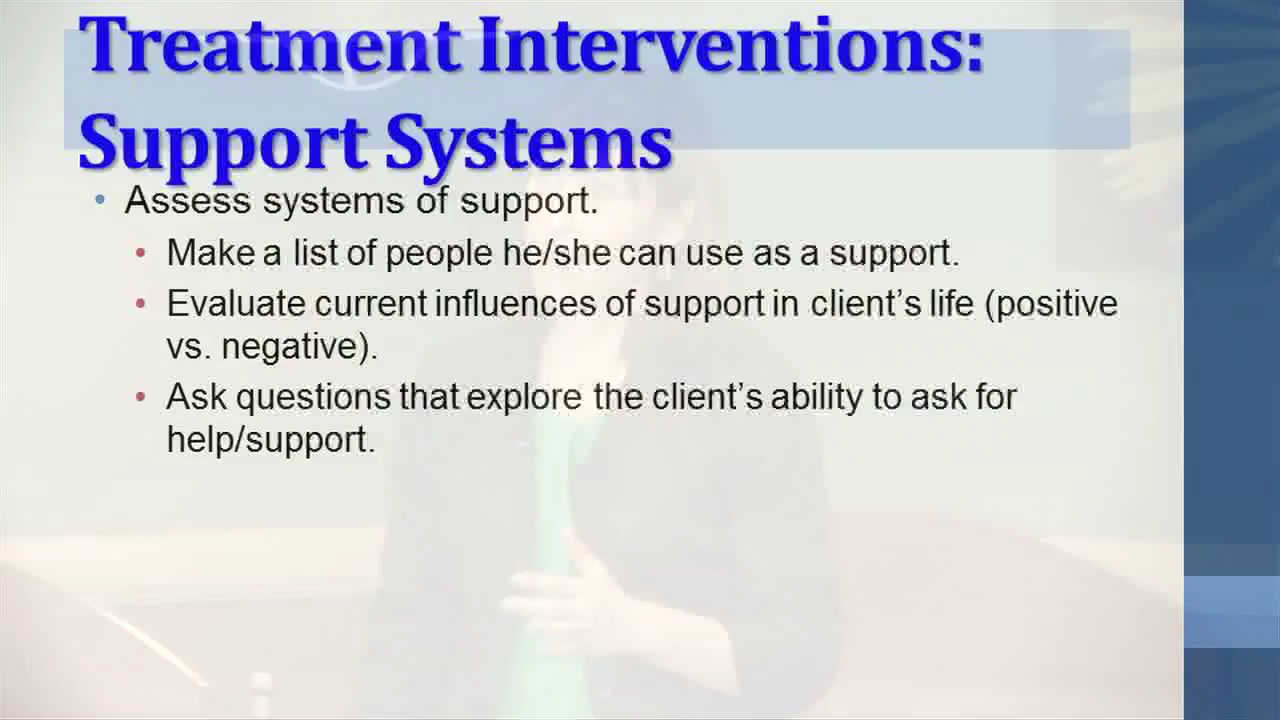 Treatment Interventions:
Support Systems
• Assess systems of support.
• Make a list of people he/she can use as a support.
• Evaluate current influences of support in client’s life (positive
vs. negative).
• Ask questions that explore the client’s ability to ask for
help/support.